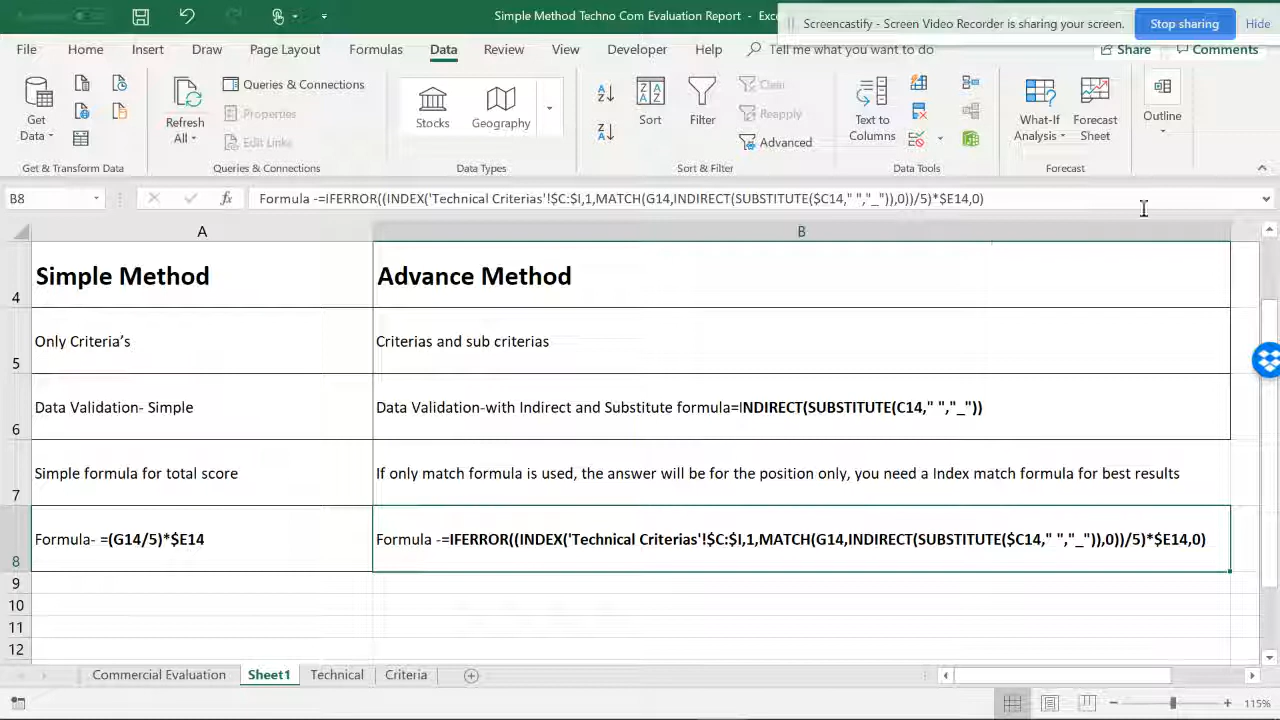 Simple Method Techno Com Evaluation Report - Exce
Screencastify - Screen Video Recorder is sharing your screen.
Stop sharing
Hide
File Home Insert Draw Page Layout Formulas Data Review View Developer Help Tell me what you want to do Share Comments
Get Data
Refresh All
Queries & Connections
Properties
Edit Links
Stocks
Geography
Sort
Filter
Clear
Reapply
Advanced
Text to Columns
What-If Analysis
Forecast Sheet
Outline
Get & Transform Data
Queries & Connections
Data Types
Sort & Filter
Data Tools
Forecast
B8
fx
Formula -=IFERROR((INDEX('Technical Criterias'!$C:$I,1,MATCH(G14,INDIRECT(SUBSTITUTE($C14," ","_")),0))/5)*$E14,0)
A B
4 Simple Method Advance Method
5 Only Criteria’s Criterias and sub criterias
6 Data Validation- Simple Data Validation-with Indirect and Substitute formula=INDIRECT(SUBSTITUTE(C14," ","_"))
7 Simple formula for total score If only match formula is used, the answer will be for the position only, you need a Index match formula for best results
8 Formula- =(G14/5)*$E14 Formula -=IFERROR((INDEX('Technical Criterias'!$C:$I,1,MATCH(G14,INDIRECT(SUBSTITUTE($C14," ","_")),0))/5)*$E14,0)
9
10
11
12
Commercial Evaluation Sheet1 Technical Criteria
115%